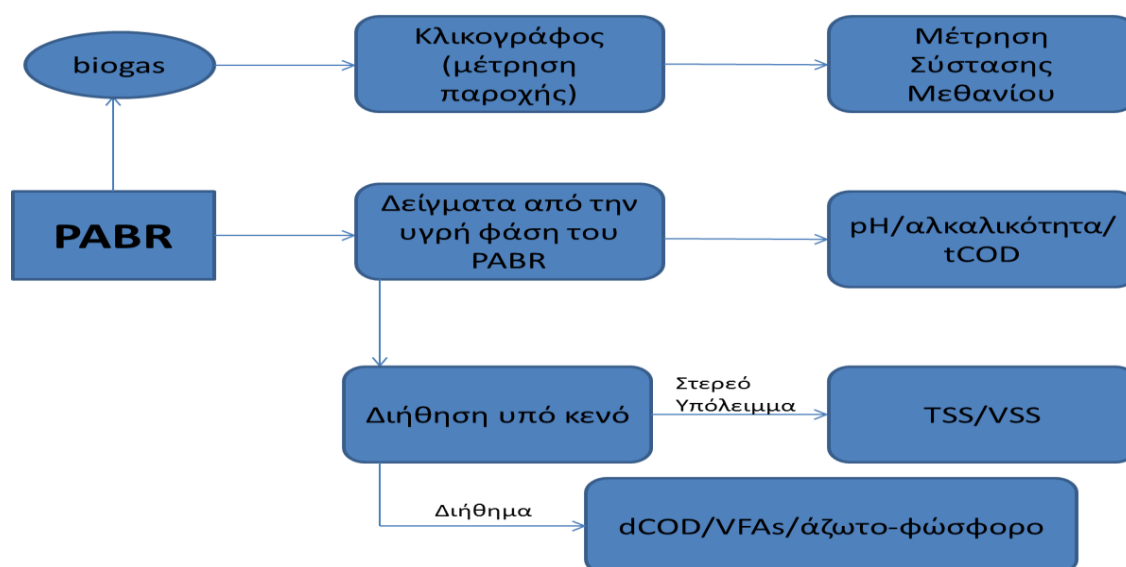 biogas
Κλικογράφος
(μέτρηση
παροχής)
Μέτρηση
Σύστασης
Μεθανίου
PABR
Δείγματα από την
υγρή φάση του
PABR
pH/αλκαλικότητα/
tCOD
Διήθηση υπό κενό
Στερεό
Υπόλειμμα
TSS/VSS
Διήθημα
dCOD/VFAs/άζωτο-φώσφορο